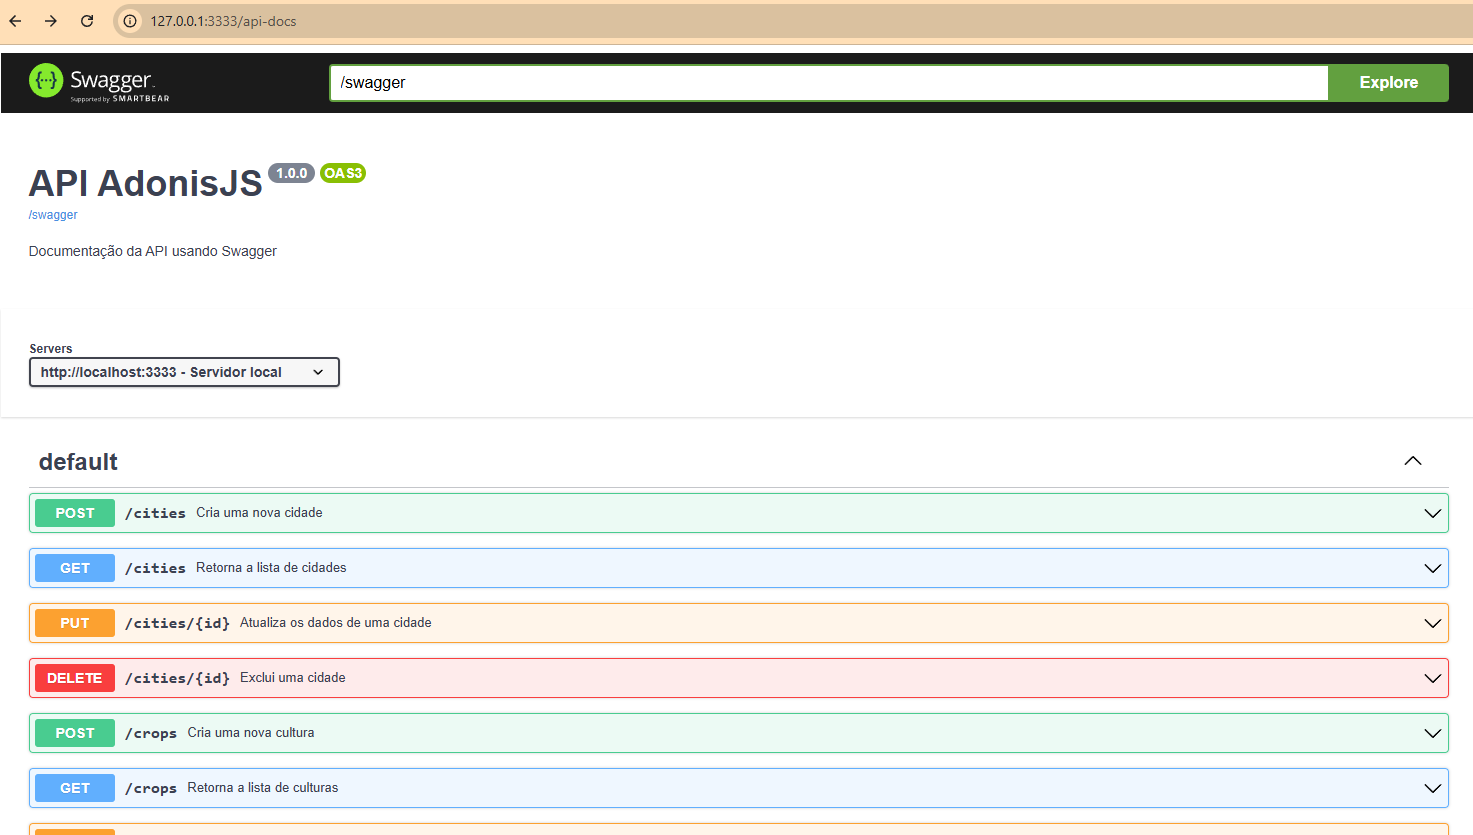 127.0.0.1:3333/api-docs
Swagger
Supported by SMARTBEAR
/swagger
Explore
API AdonisJS 1.0.0 OAS3
/swagger
Documentação da API usando Swagger
Servers
http://localhost:3333 - Servidor local
default
POST /cities Cria uma nova cidade
GET /cities Retorna a lista de cidades
PUT /cities/{id} Atualiza os dados de uma cidade
DELETE /cities/{id} Exclui uma cidade
POST /crops Cria uma nova cultura
GET /crops Retorna a lista de culturas